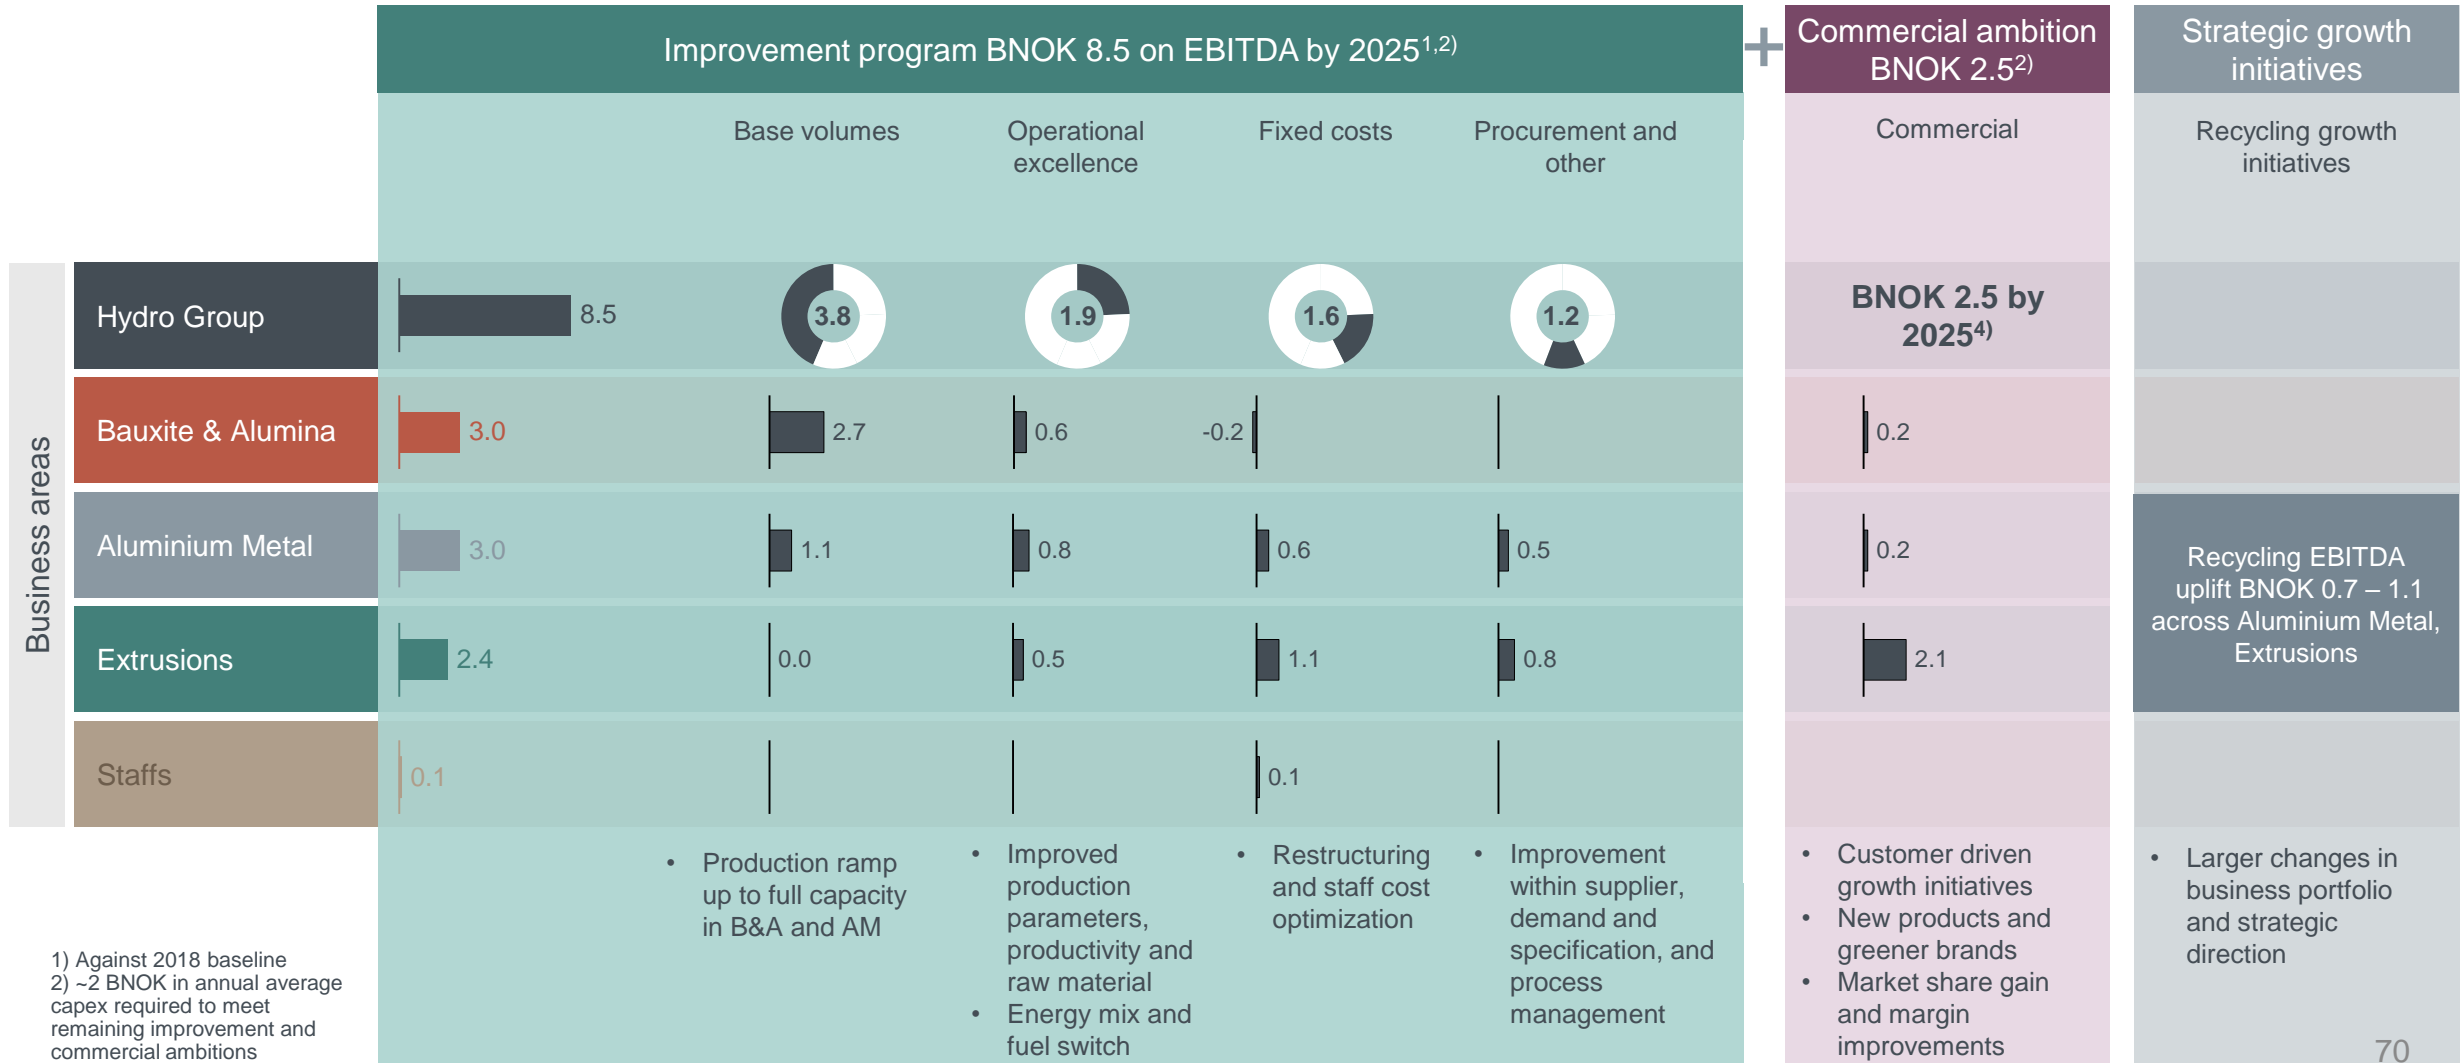 Improvement program BNOK 8.5 on EBITDA by 2025¹,²⁾
+
Commercial ambition
BNOK 2.5²⁾
Strategic growth
initiatives
Base volumes
Operational
excellence
Fixed costs
Procurement and
other
Commercial
Recycling growth
initiatives
Business areas
Hydro Group
8.5
3.8
1.9
1.6
1.2
BNOK 2.5 by
2025⁴⁾
Bauxite & Alumina
3.0
2.7
0.6
-0.2
0.2
Aluminium Metal
3.0
1.1
0.8
0.6
0.5
0.2
Extrusions
2.4
0.0
0.5
1.1
0.8
2.1
Recycling EBITDA
uplift BNOK 0.7 – 1.1
across Aluminium Metal,
Extrusions
Staffs
0.1
0.1
• Production ramp
up to full capacity
in B&A and AM
• Improved
production
parameters,
productivity and
raw material
• Energy mix and
fuel switch
• Restructuring
and staff cost
optimization
• Improvement
within supplier,
demand and
specification, and
process
management
• Customer driven
growth initiatives
• New products and
greener brands
• Market share gain
and margin
improvements
• Larger changes in
business portfolio
and strategic
direction
1) Against 2018 baseline
2) ~2 BNOK in annual average
capex required to meet
remaining improvement and
commercial ambitions
70